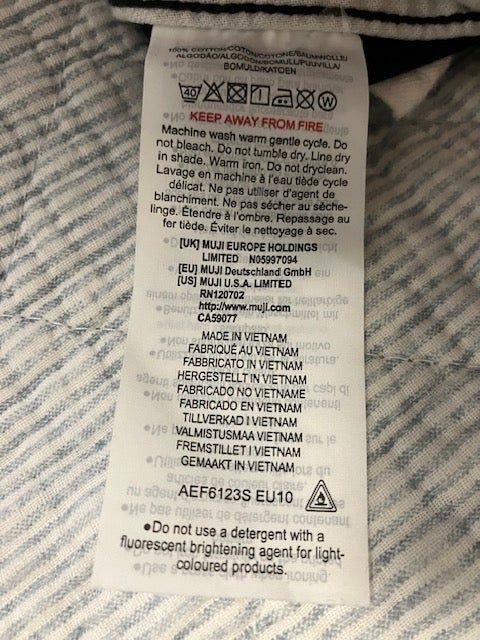 100% COTTON/COTON/COTONE/BAUMWOLLE/
ALGODÃO/ALGODON/BOMULL/PUUVILLA/
BOMULD/KATOEN
40 W
KEEP AWAY FROM FIRE
Machine wash warm gentle cycle. Do
not bleach. Do not tumble dry. Line dry
in shade. Warm iron. Do not dryclean.
Lavage en machine à l'eau tiède cycle
délicat. Ne pas utiliser d'agent de
blanchiment. Ne pas sécher au sèche-
linge. Étendre à l'ombre. Repassage au
fer tiède. Éviter le nettoyage à sec.
[UK] MUJI EUROPE HOLDINGS
LIMITED N05997094
[EU] MUJI Deutschland GmbH
[US] MUJI U.S.A. LIMITED
RN120702
http://www.muji.com
CA59077
MADE IN VIETNAM
FABRIQUÉ AU VIETNAM
FABBRICATO IN VIETNAM
HERGESTELLT IN VIETNAM
FABRICADO NO VIETNAME
FABRICADO EN VIETNAM
TILLVERKAD I VIETNAM
VALMISTUSMAA VIETNAM
FREMSTILLET I VIETNAM
GEMAAKT IN VIETNAM
AEF6123S EU10
●Do not use a detergent with a
fluorescent brightening agent for light-
coloured products.